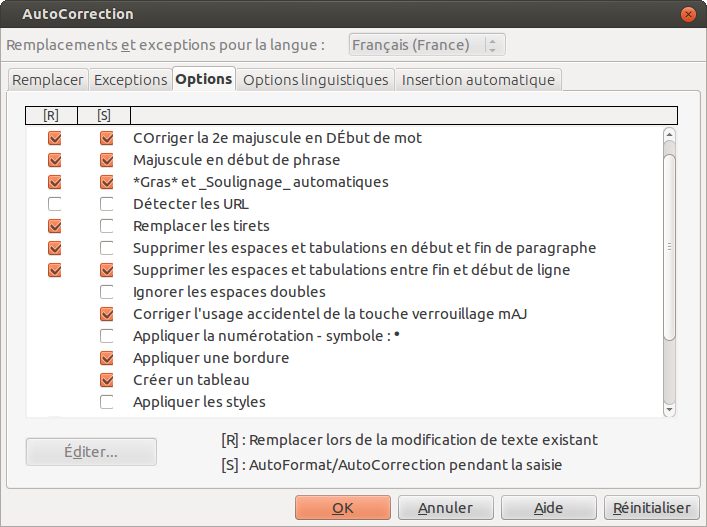 AutoCorrection
Remplacements et exceptions pour la langue : Français (France)
Remplacer Exceptions Options Options linguistiques Insertion automatique
[R] [S]
COrriger la 2e majuscule en DÉbut de mot
Majuscule en début de phrase
*Gras* et _Soulignage_ automatiques
Détecter les URL
Remplacer les tirets
Supprimer les espaces et tabulations en début et fin de paragraphe
Supprimer les espaces et tabulations entre fin et début de ligne
Ignorer les espaces doubles
Corriger l'usage accidentel de la touche verrouillage mAJ
Appliquer la numérotation - symbole : •
Appliquer une bordure
Créer un tableau
Appliquer les styles
Éditer...
[R] : Remplacer lors de la modification de texte existant
[S] : AutoFormat/AutoCorrection pendant la saisie
OK Annuler Aide Réinitialiser